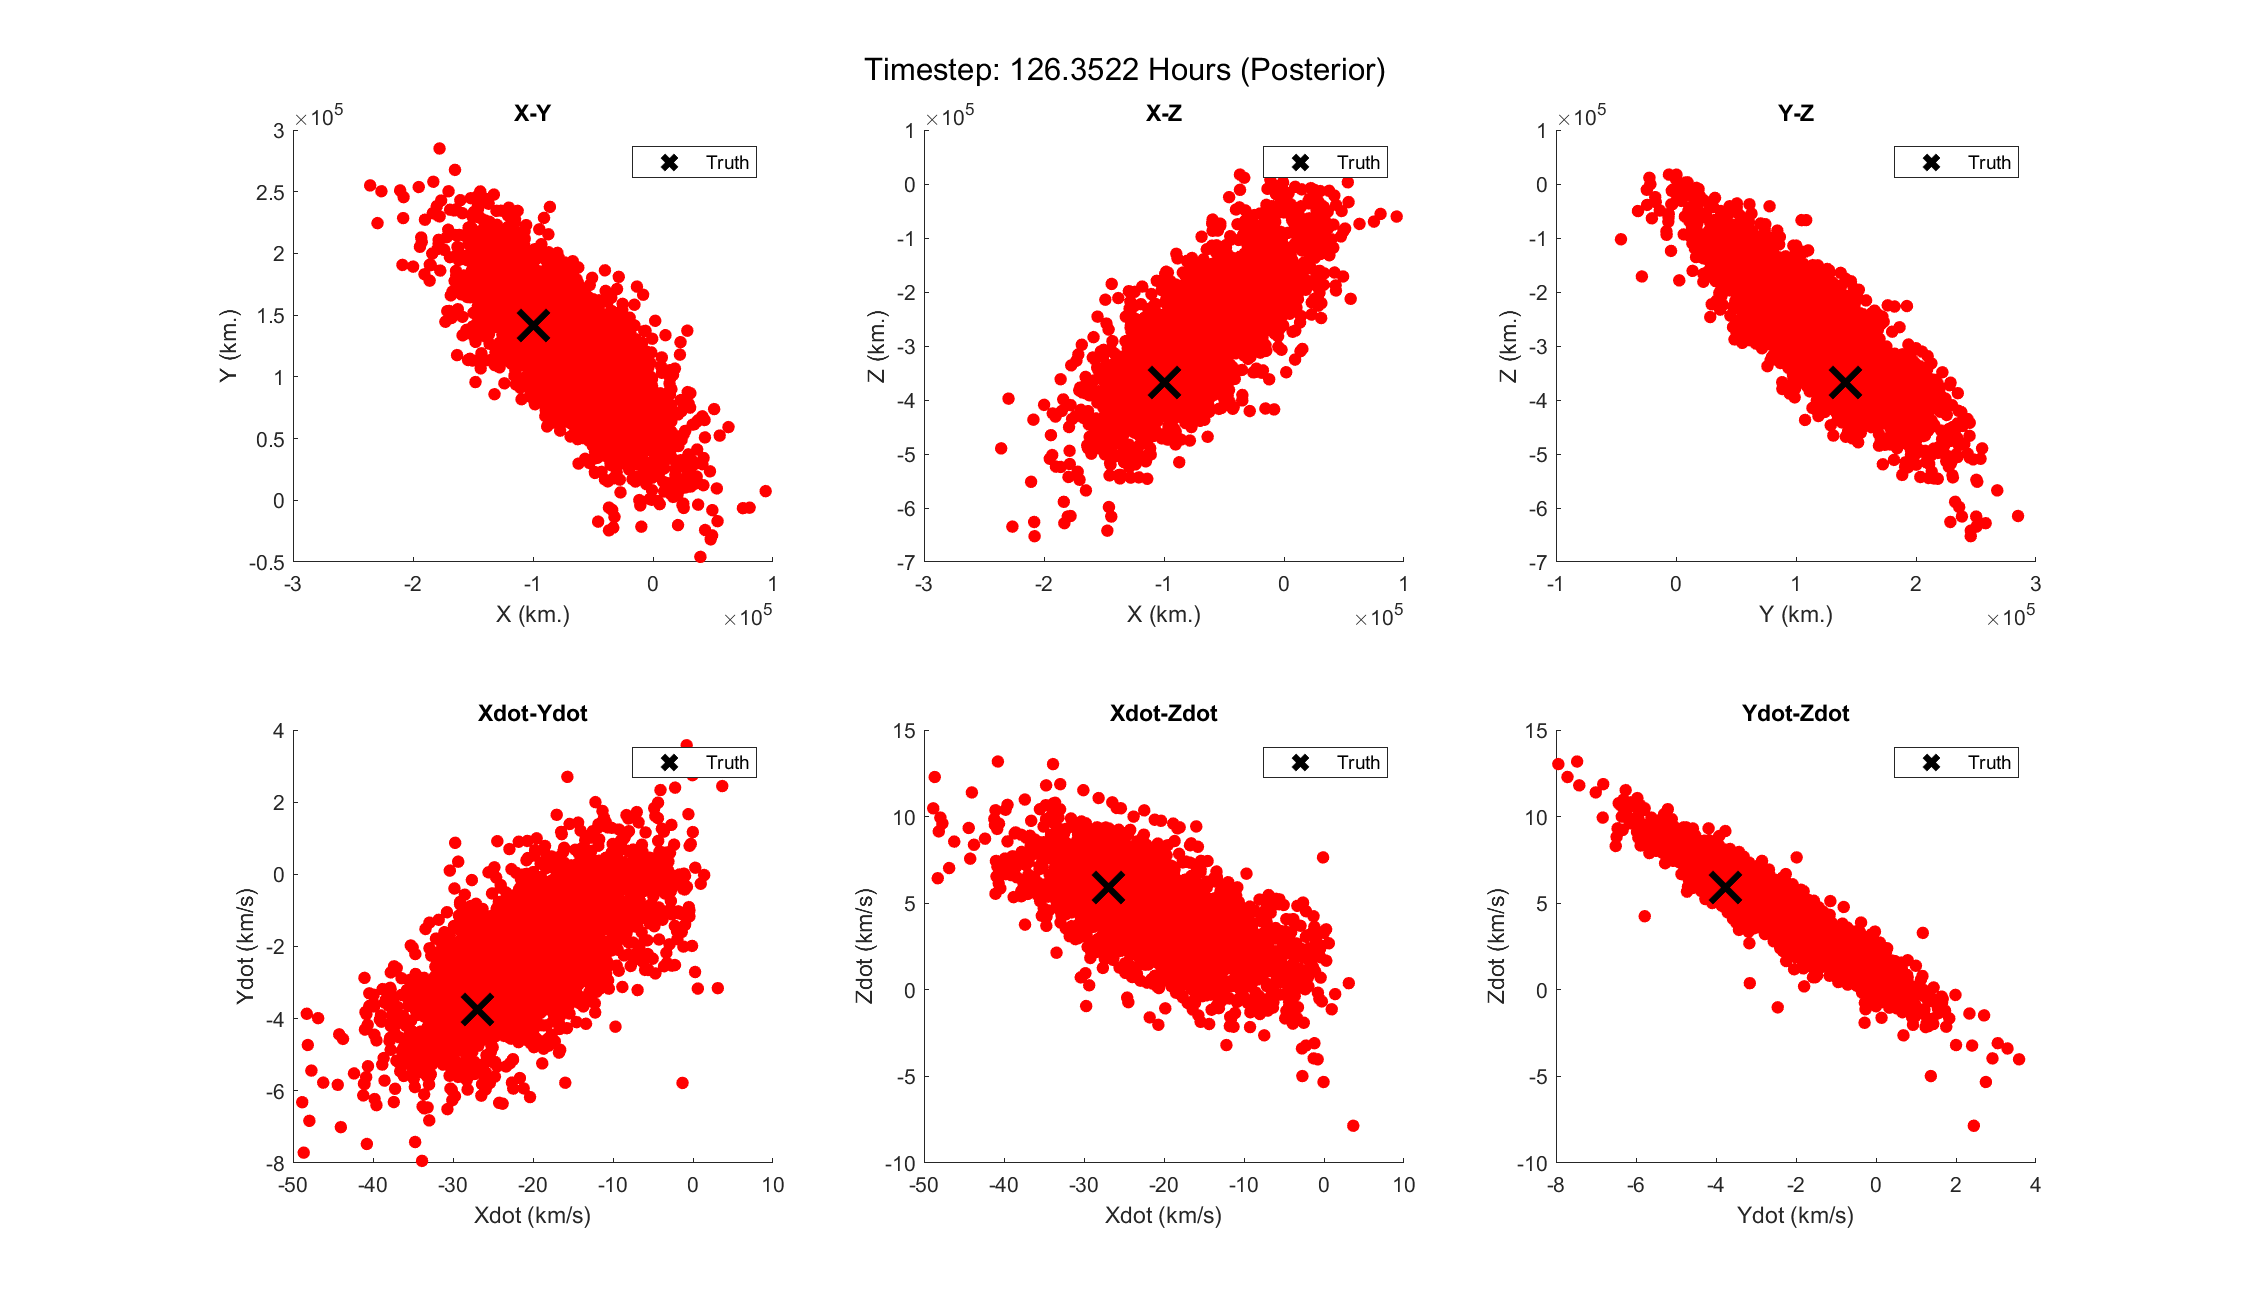 Timestep: 126.3522 Hours (Posterior)
X-Y
×10^5
3
2.5
2
1.5
1
0.5
0
-0.5
Y (km.)
-3 -2 -1 0 1
X (km.)
×10^5
Truth
X-Z
×10^5
1
0
-1
-2
-3
-4
-5
-6
-7
Z (km.)
-3 -2 -1 0 1
X (km.)
×10^5
Truth
Y-Z
×10^5
1
0
-1
-2
-3
-4
-5
-6
-7
Z (km.)
-1 0 1 2 3
Y (km.)
×10^5
Truth
Xdot-Ydot
4
2
0
-2
-4
-6
-8
Ydot (km/s)
-50 -40 -30 -20 -10 0 10
Xdot (km/s)
Truth
Xdot-Zdot
15
10
5
0
-5
-10
Zdot (km/s)
-50 -40 -30 -20 -10 0 10
Xdot (km/s)
Truth
Ydot-Zdot
15
10
5
0
-5
-10
Zdot (km/s)
-8 -6 -4 -2 0 2 4
Ydot (km/s)
Truth